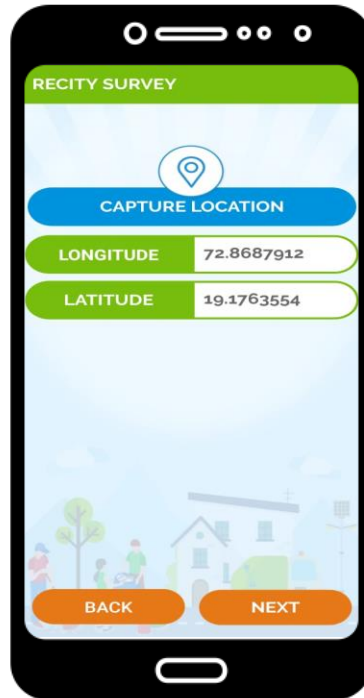 RECITY SURVEY
CAPTURE LOCATION
LONGITUDE 72.8687912
LATITUDE 19.1763554
BACK NEXT